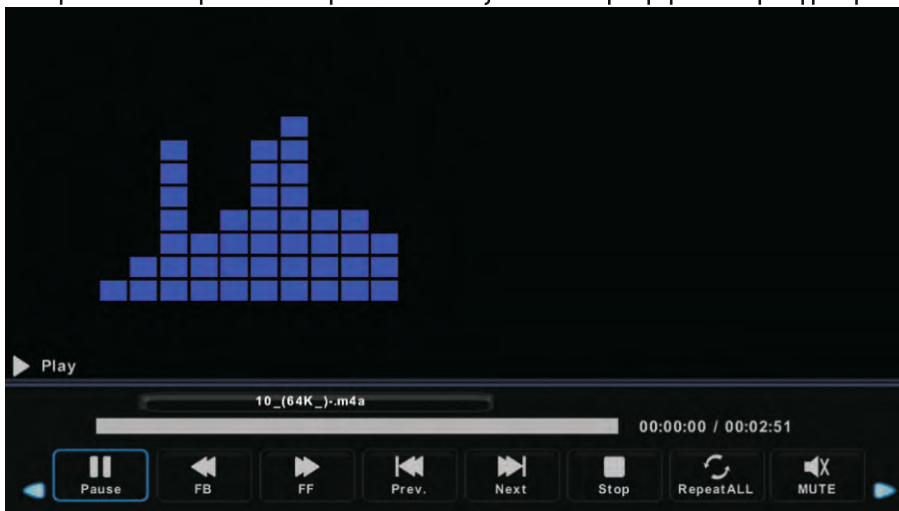 Play
10_(64K_)-.m4a
00:00:00 / 00:02:51
Pause FB FF Prev. Next Stop RepeatALL MUTE